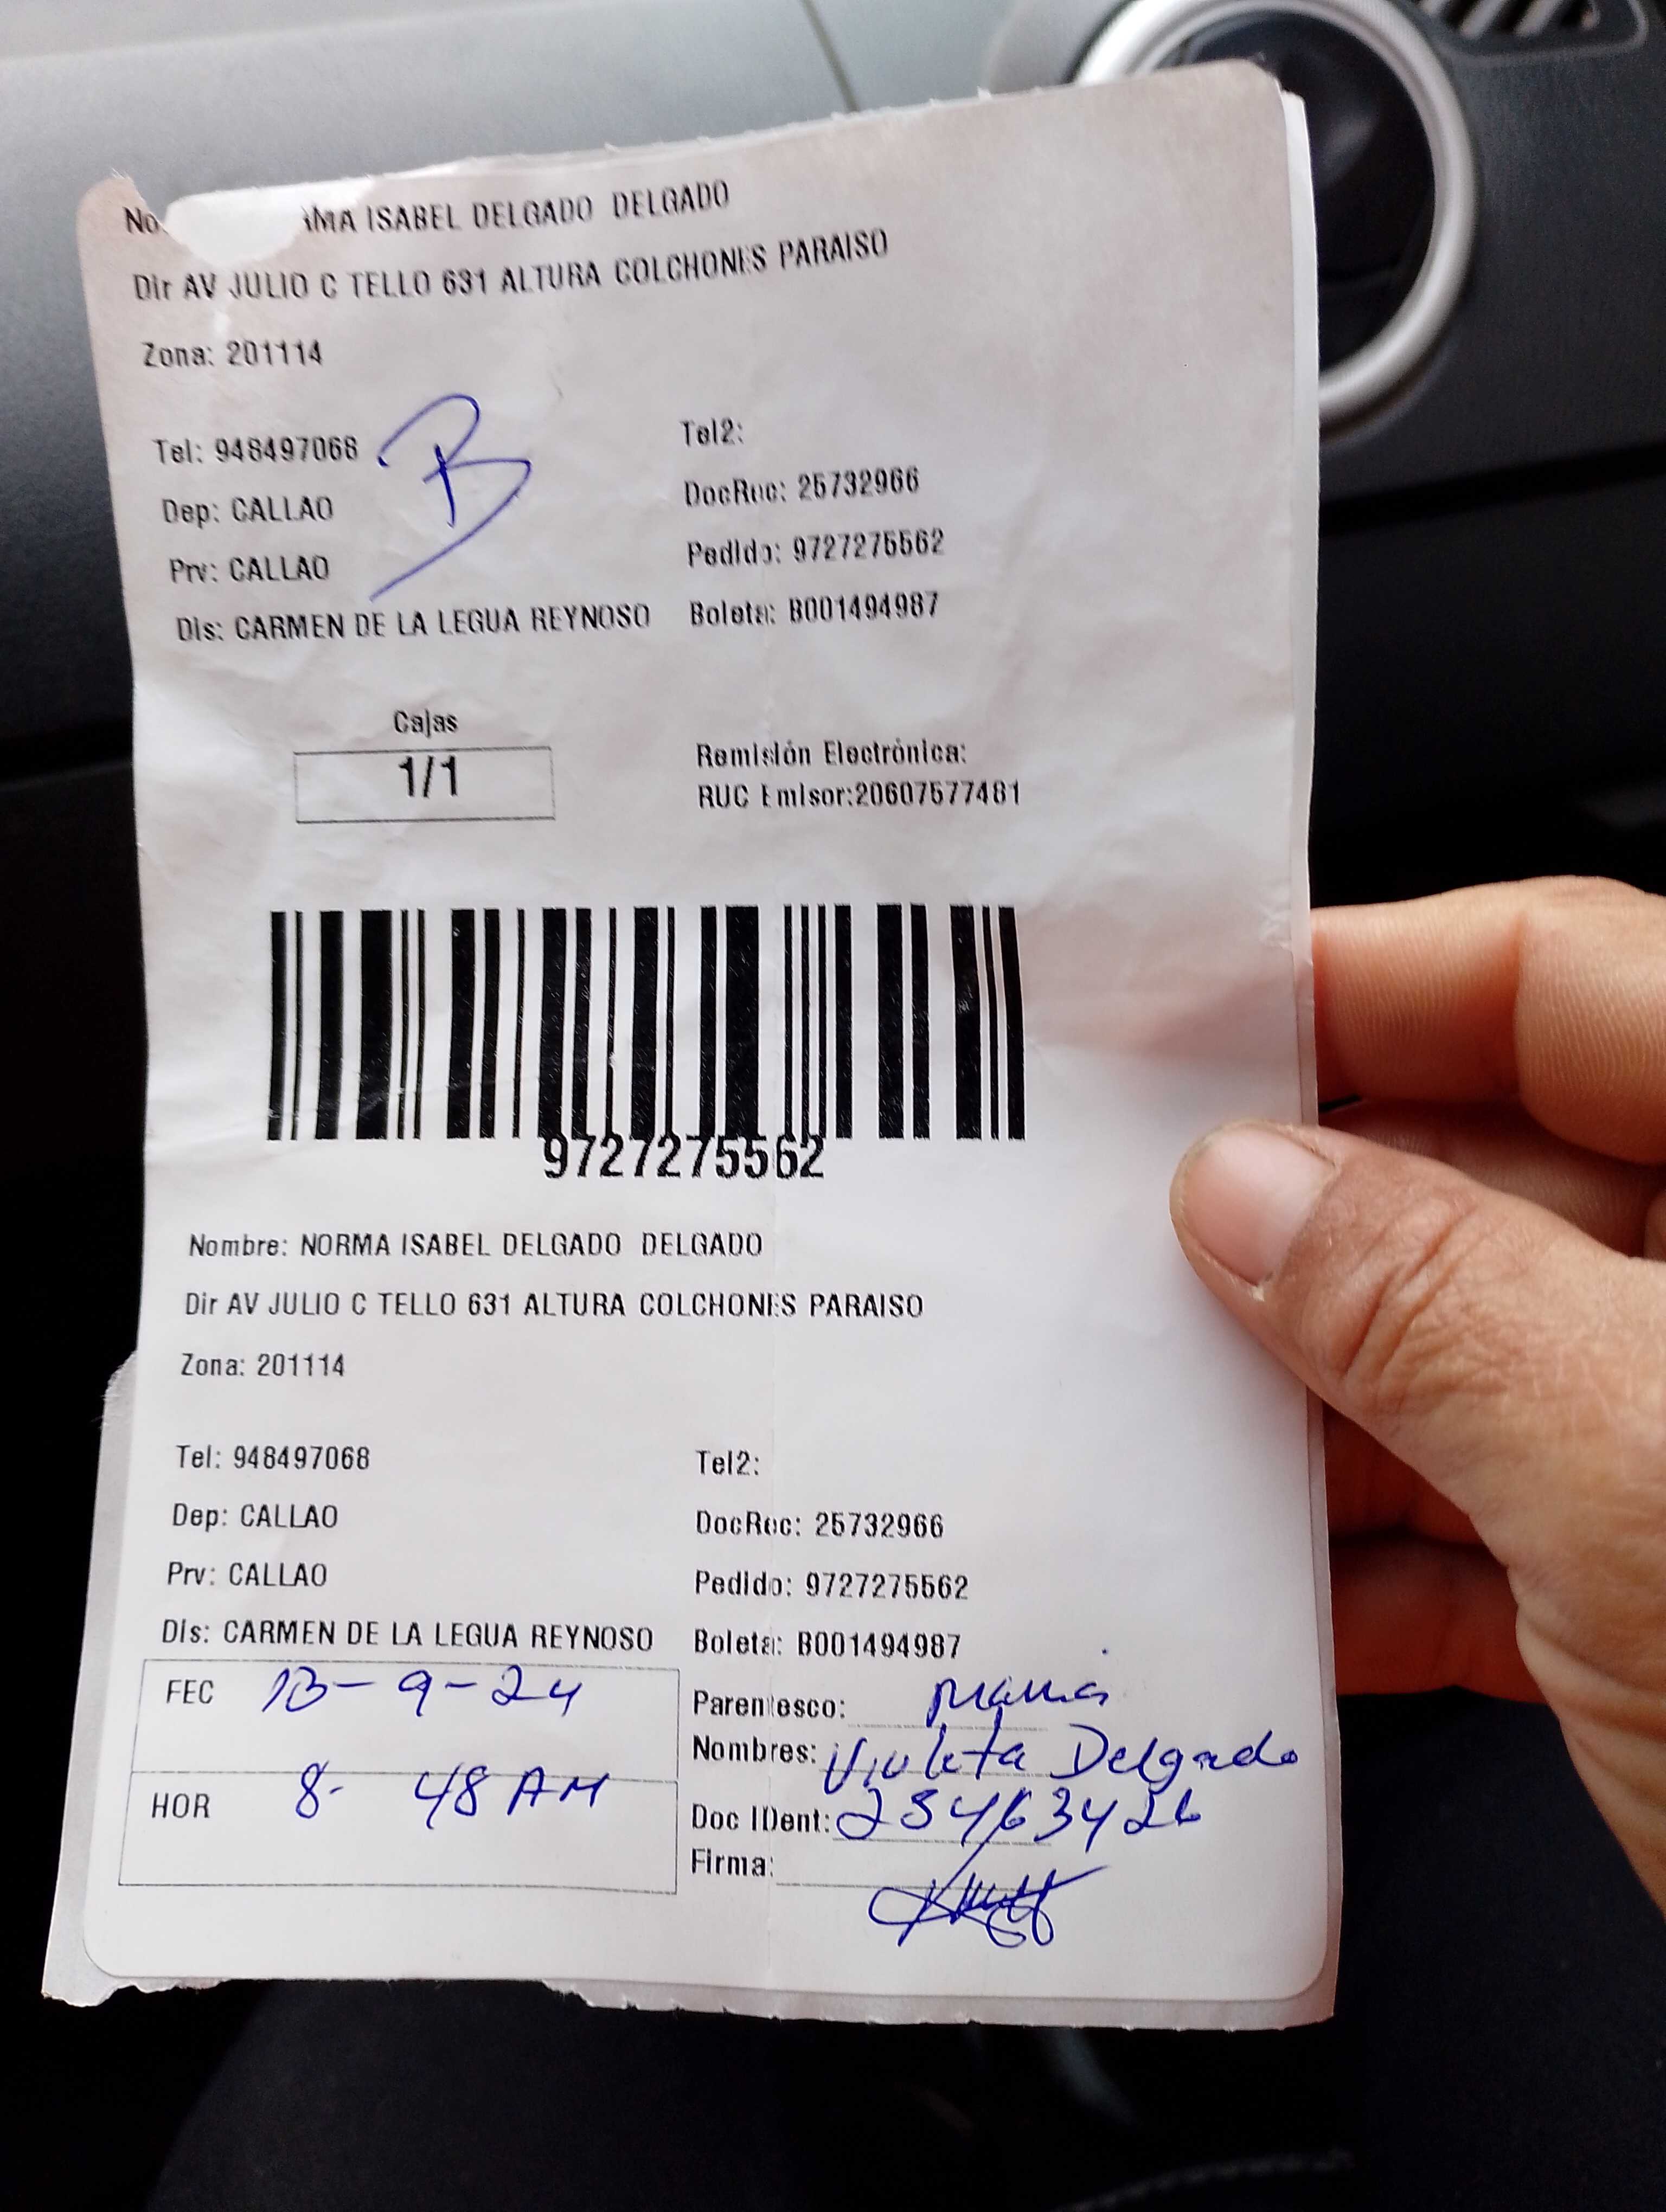 No. MA ISABEL DELGADO DELGADO
Dir AV JULIO C TELLO 631 ALTURA COLCHONES PARAISO
Zona: 201114
Tel: 948497068 B Tel2:
Dep: CALLAO DocRec: 25732966
Prv: CALLAO Pedido: 9727275562
Dis: CARMEN DE LA LEGUA REYNOSO Boleta: B001494987
Cajas
1/1
Remisión Electrónica:
RUC Emisor:20607577481
9727275562
Nombre: NORMA ISABEL DELGADO DELGADO
Dir AV JULIO C TELLO 631 ALTURA COLCHONES PARAISO
Zona: 201114
Tel: 948497068 Tel2:
Dep: CALLAO DocRec: 25732966
Prv: CALLAO Pedido: 9727275562
Dis: CARMEN DE LA LEGUA REYNOSO Boleta: B001494987
FEC 13-9-24 Parentesco: mamá
Nombres: Violeta Delgado
HOR 8- 48 AM Doc IDent: 25463426
Firma: